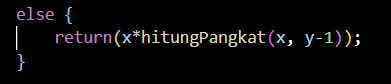 else {
    return(x*hitungPangkat(x, y-1));
}